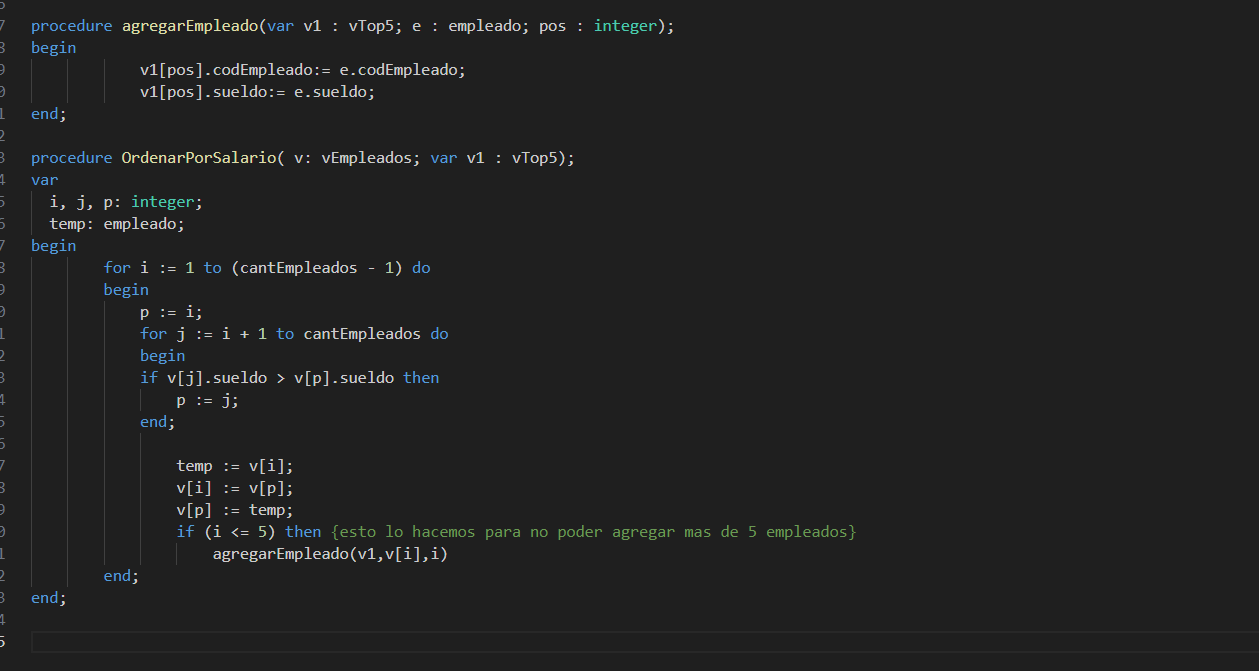 procedure agregarEmpleado(var v1 : vTop5; e : empleado; pos : integer);
begin
v1[pos].codEmpleado:= e.codEmpleado;
v1[pos].sueldo:= e.sueldo;
end;
procedure OrdenarPorSalario( v: vEmpleados; var v1 : vTop5);
var
i, j, p: integer;
temp: empleado;
begin
for i := 1 to (cantEmpleados - 1) do
begin
p := i;
for j := i + 1 to cantEmpleados do
begin
if v[j].sueldo > v[p].sueldo then
p := j;
end;
temp := v[i];
v[i] := v[p];
v[p] := temp;
if (i <= 5) then {esto lo hacemos para no poder agregar mas de 5 empleados}
agregarEmpleado(v1,v[i],i)
end;
end;